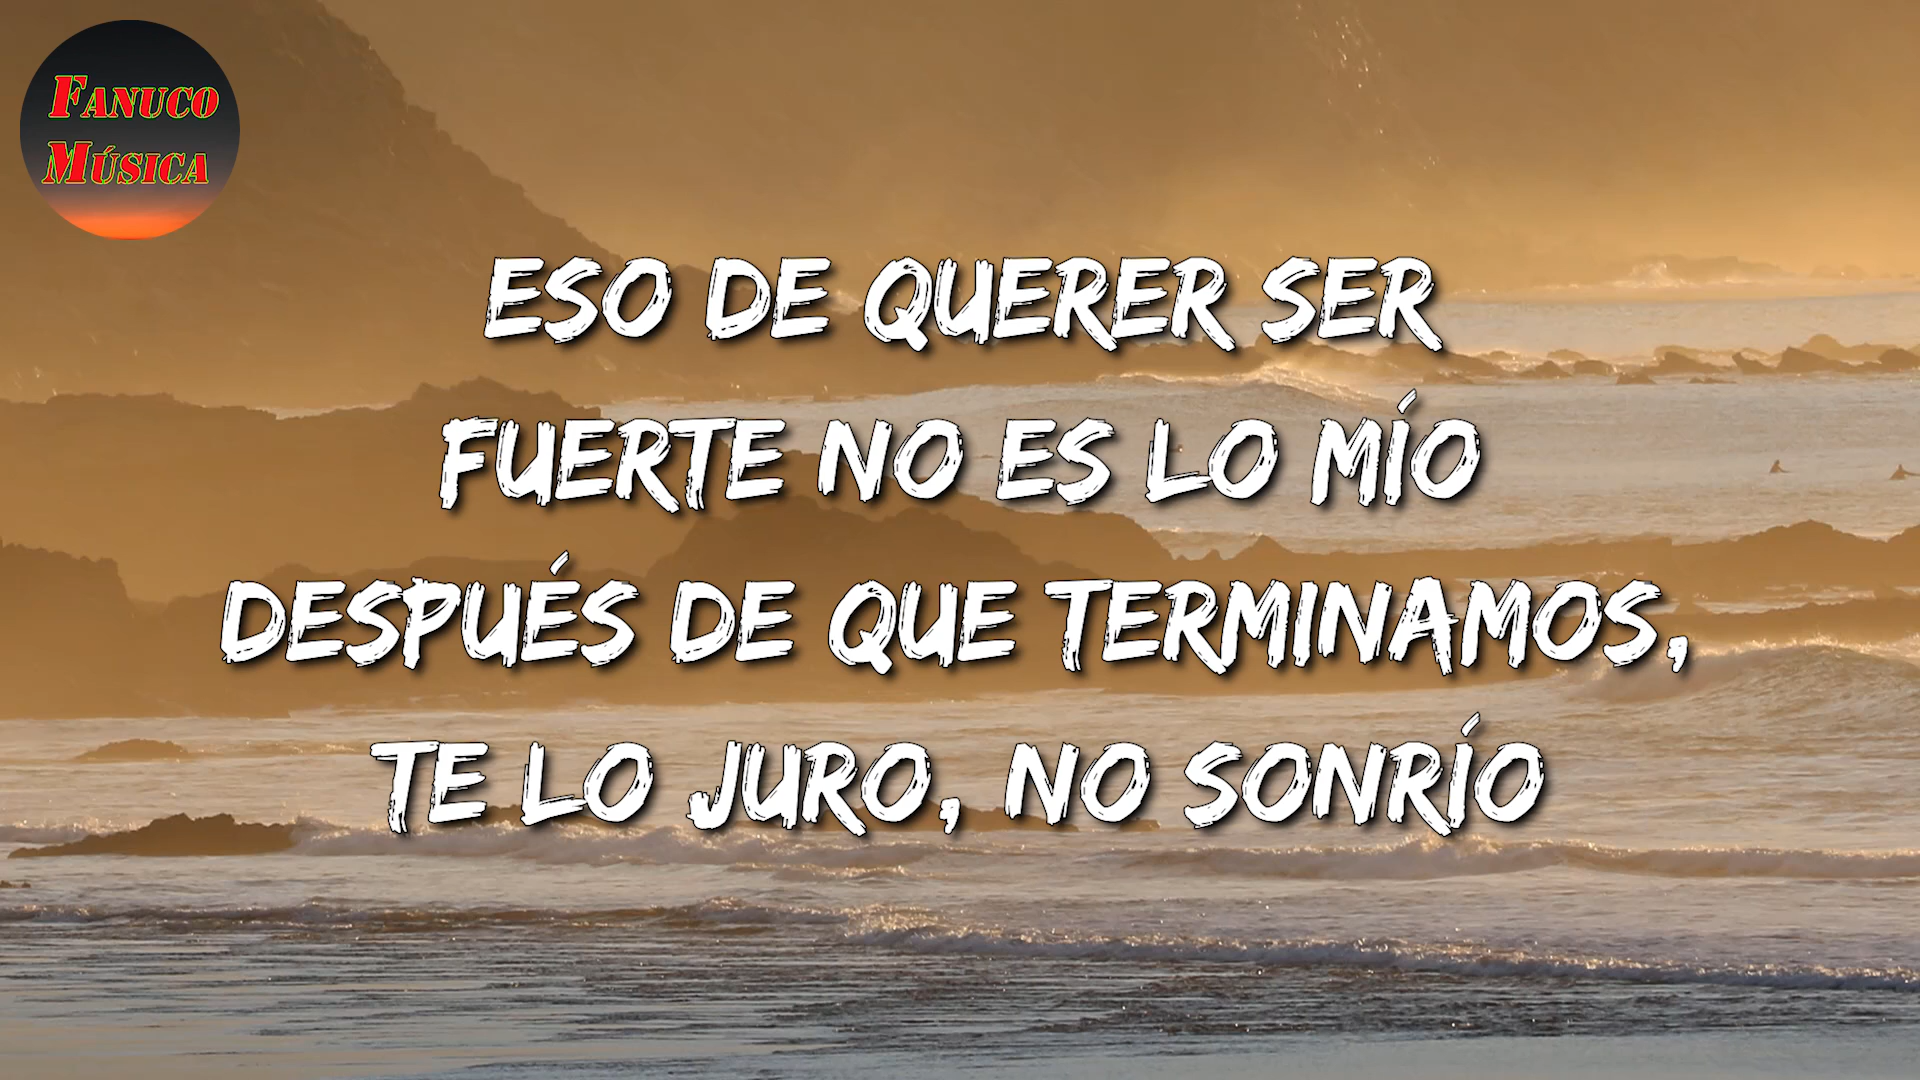 FANUCO
MÚSICA
ESO DE QUERER SER
FUERTE NO ES LO MÍO
DESPUÉS DE QUE TERMINAMOS,
TE LO JURO, NO SONRÍO